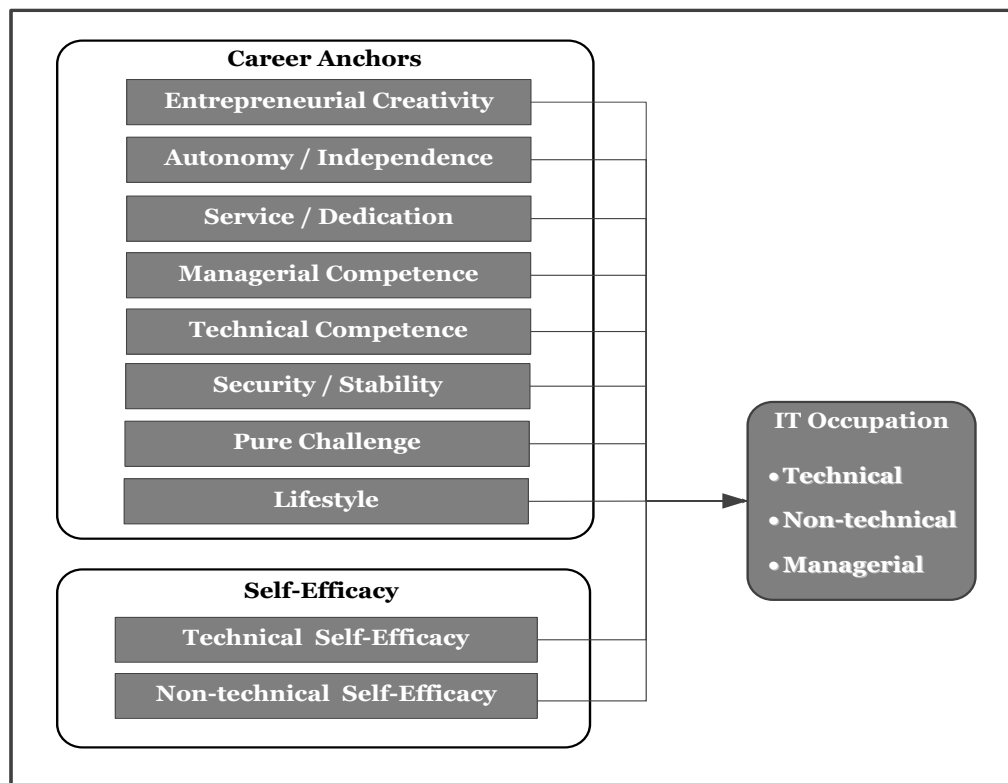 Career Anchors
Entrepreneurial Creativity
Autonomy / Independence
Service / Dedication
Managerial Competence
Technical Competence
Security / Stability
Pure Challenge
Lifestyle
Self-Efficacy
Technical  Self-Efficacy
Non-technical  Self-Efficacy
IT Occupation
• Technical
• Non-technical
• Managerial